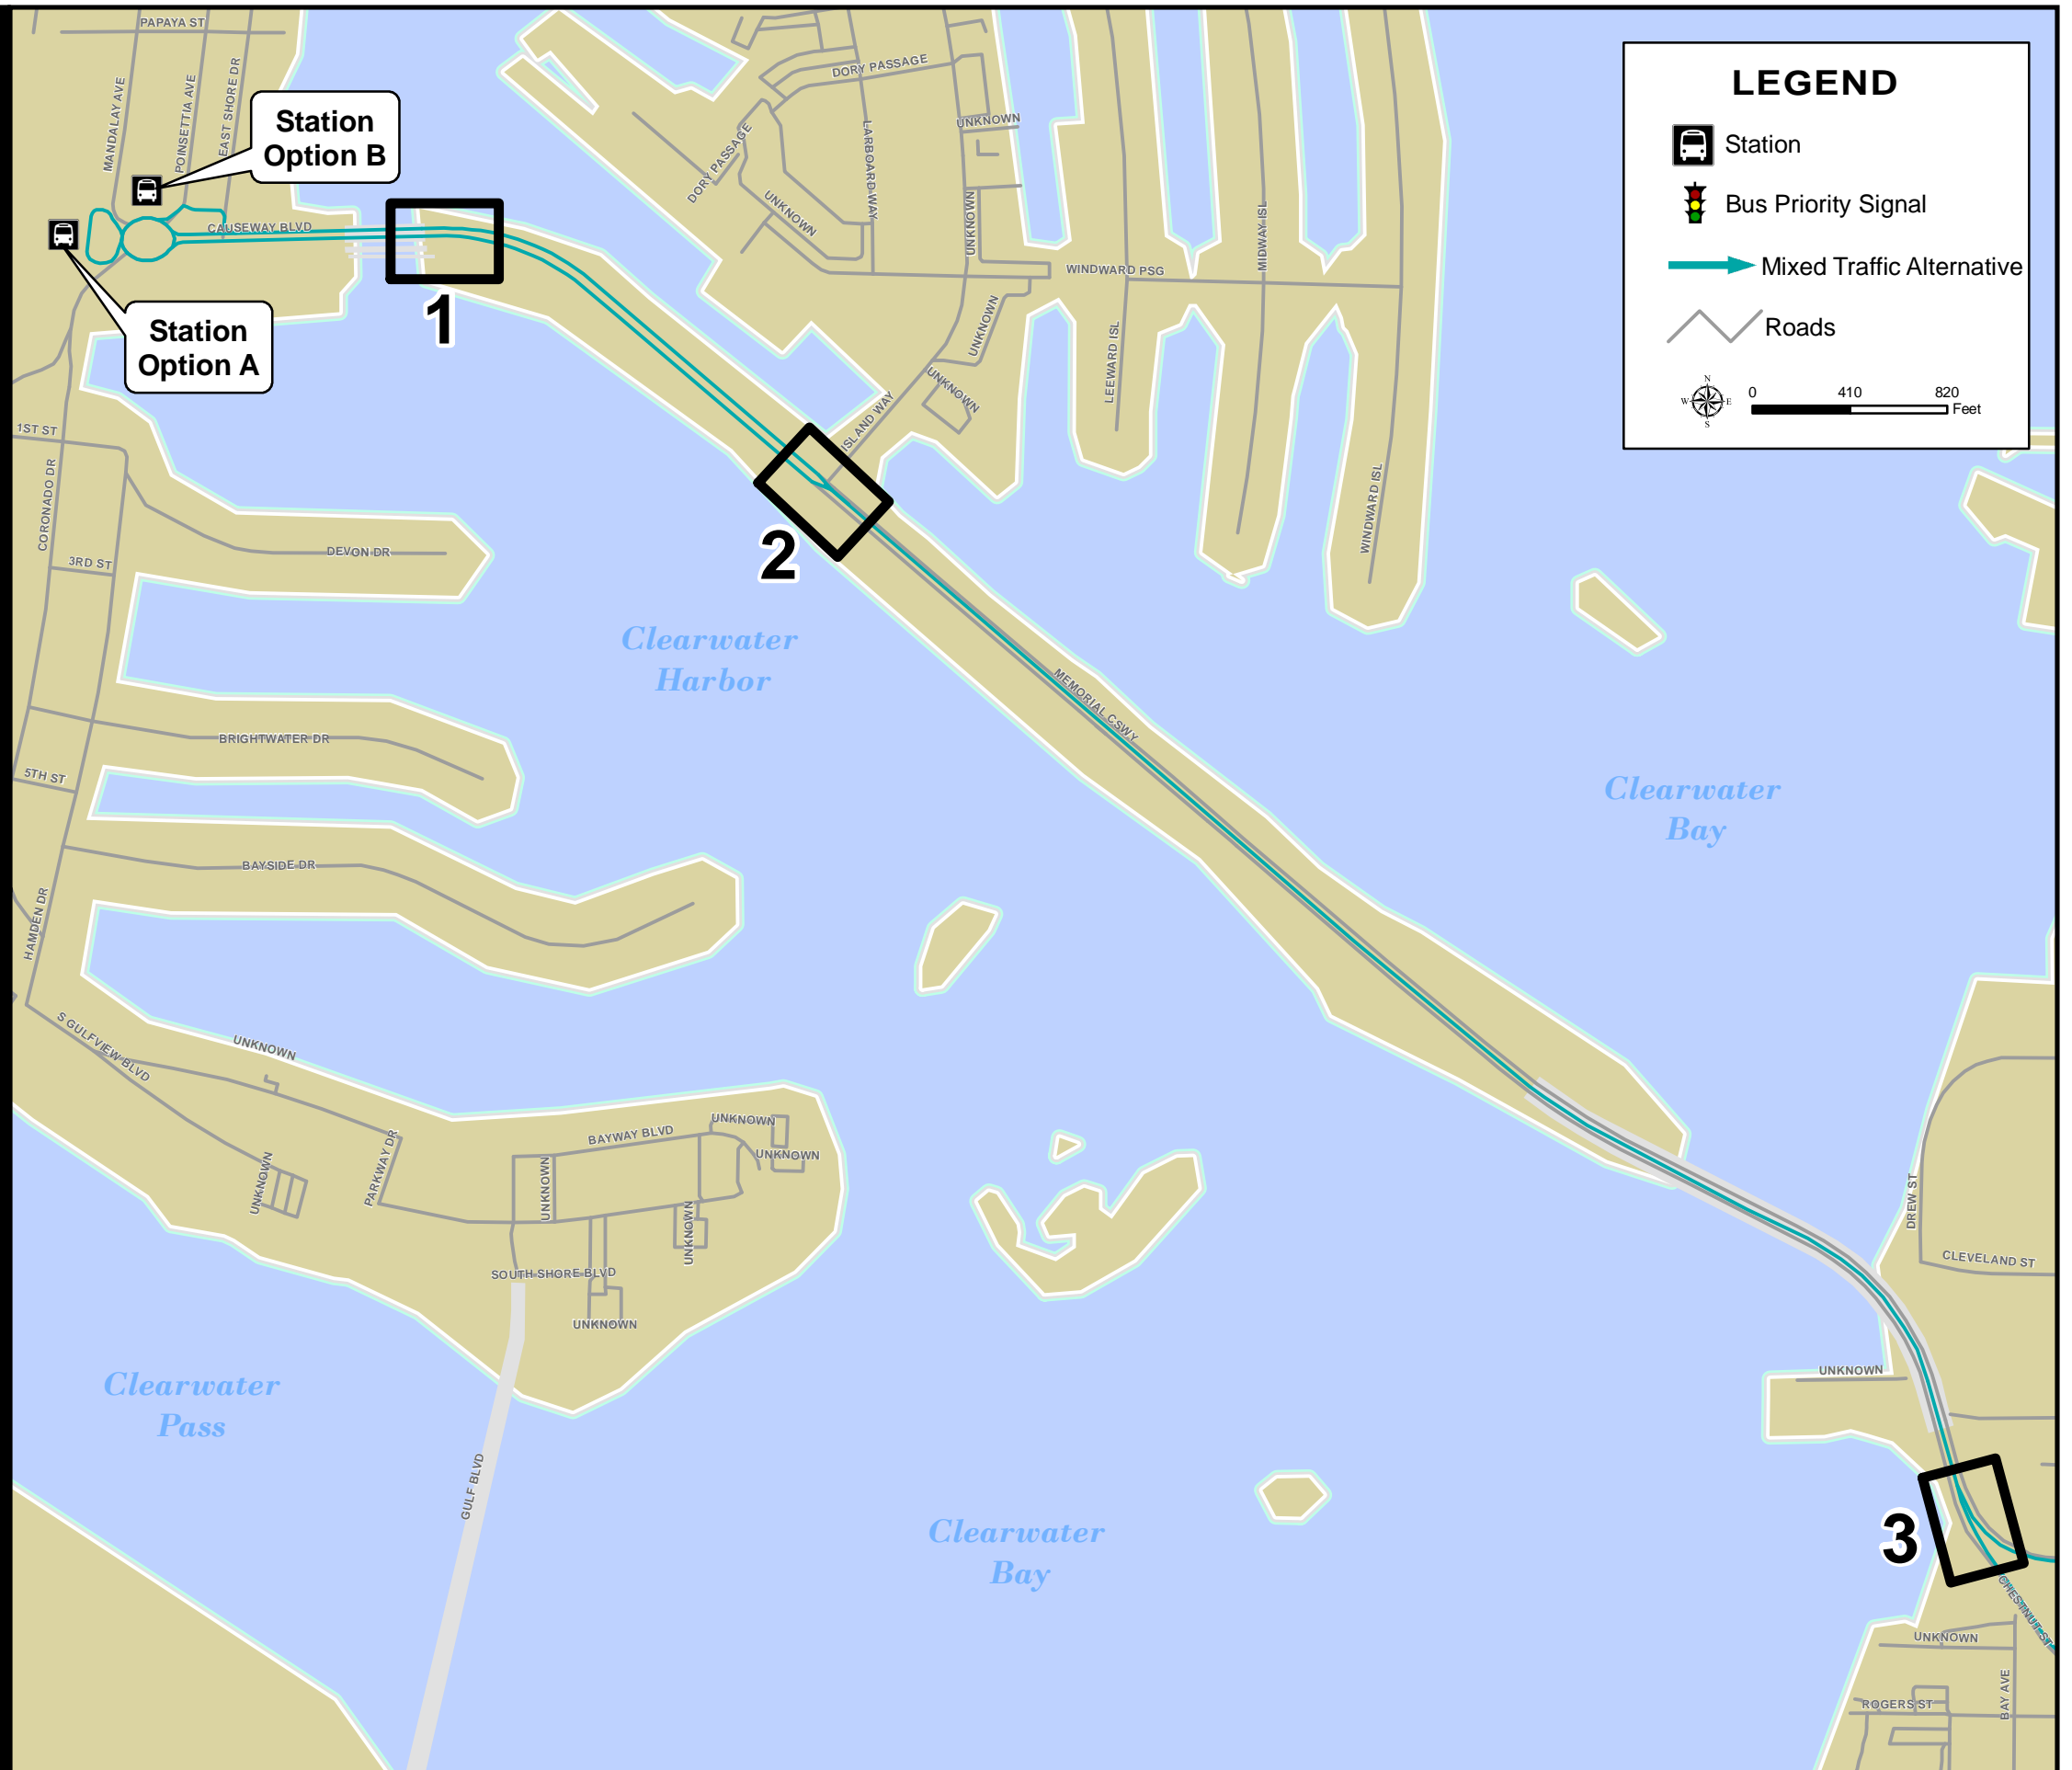 PAPAYA ST
MANDALAY AVE
POINSETTIA AVE
EAST SHORE DR
Station
Option B
CAUSEWAY BLVD
Station
Option A
1
DORY PASSAGE
DORY PASSAGE
LARBOARD WAY
UNKNOWN
UNKNOWN
UNKNOWN
WINDWARD PSG
MIDWAY ISL
LEEWARD ISL
WINDWARD ISL
UNKNOWN
UNKNOWN
ISLAND WAY
2
LEGEND
Station
Bus Priority Signal
Mixed Traffic Alternative
Roads
N
W
E
S
0
410
820
Feet
1ST ST
CORONADO DR
3RD ST
DEVON DR
Clearwater
Harbor
MEMORIAL CSWY
BRIGHTWATER DR
5TH ST
Clearwater
Bay
BAYSIDE DR
HAMDEN DR
S GULFVIEW BLVD
UNKNOWN
UNKNOWN
PARKWAY DR
BAYWAY BLVD
UNKNOWN
UNKNOWN
UNKNOWN
UNKNOWN
SOUTH SHORE BLVD
UNKNOWN
DREW ST
CLEVELAND ST
UNKNOWN
Clearwater
Pass
GULF BLVD
Clearwater
Bay
3
CHESTNUT ST
UNKNOWN
BAY AVE
ROGERS ST